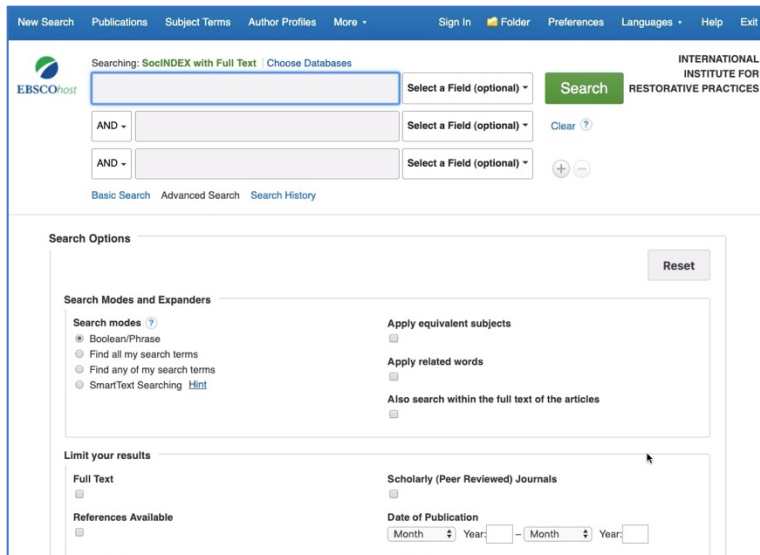 New Search Publications Subject Terms Author Profiles More Sign In Folder Preferences Languages Help Exit
Searching: SocINDEX with Full Text Choose Databases
INTERNATIONAL
INSTITUTE FOR
RESTORATIVE PRACTICES
EBSCOhost
Select a Field (optional) Search
AND Select a Field (optional) Clear ?
AND Select a Field (optional) + −
Basic Search Advanced Search Search History
Search Options
Reset
Search Modes and Expanders
Search modes ?
Boolean/Phrase
Find all my search terms
Find any of my search terms
SmartText Searching Hint
Apply equivalent subjects
Apply related words
Also search within the full text of the articles
Limit your results
Full Text
References Available
Scholarly (Peer Reviewed) Journals
Date of Publication
Month Year: – Month Year: